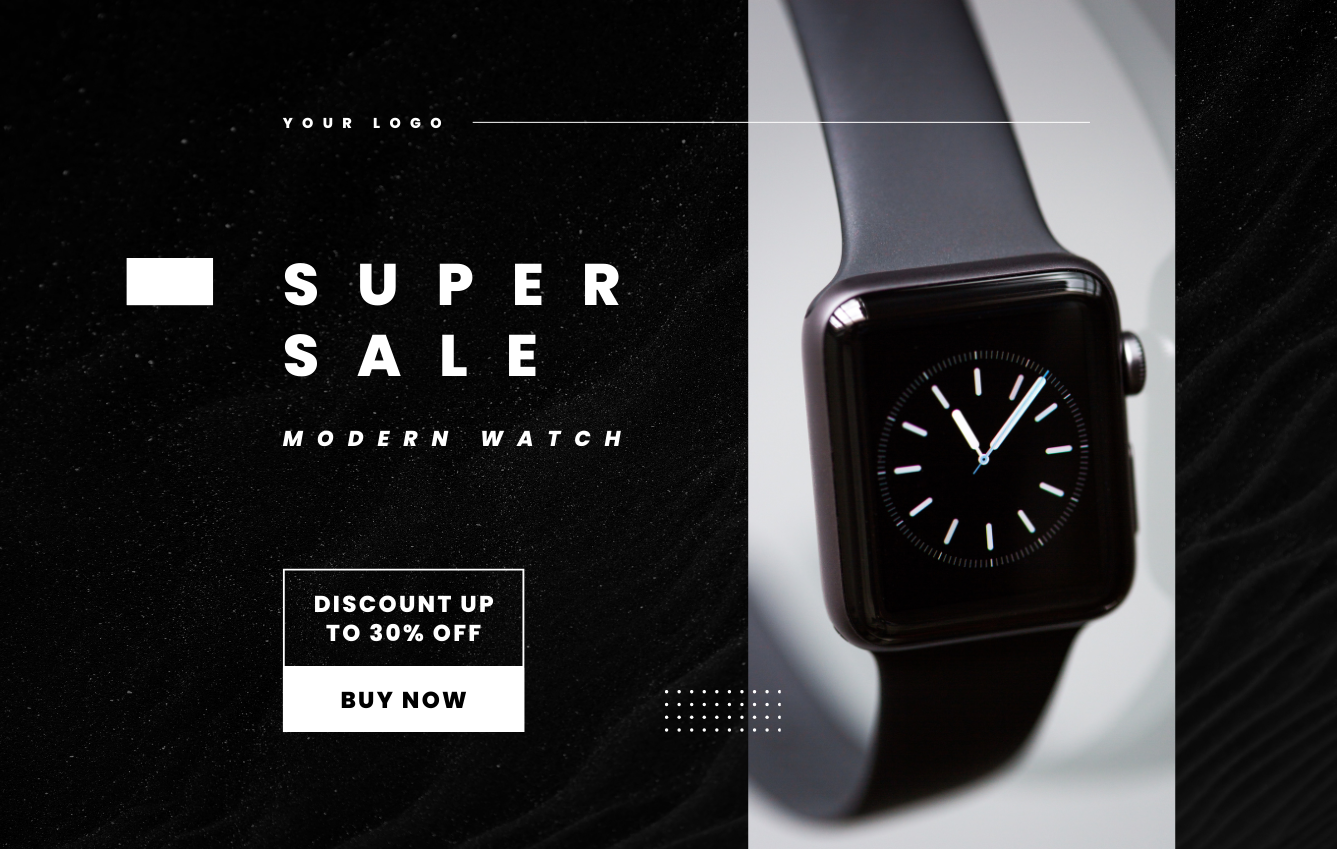 YOUR LOGO
SUPER
SALE
MODERN WATCH
DISCOUNT UP
TO 30% OFF
BUY NOW